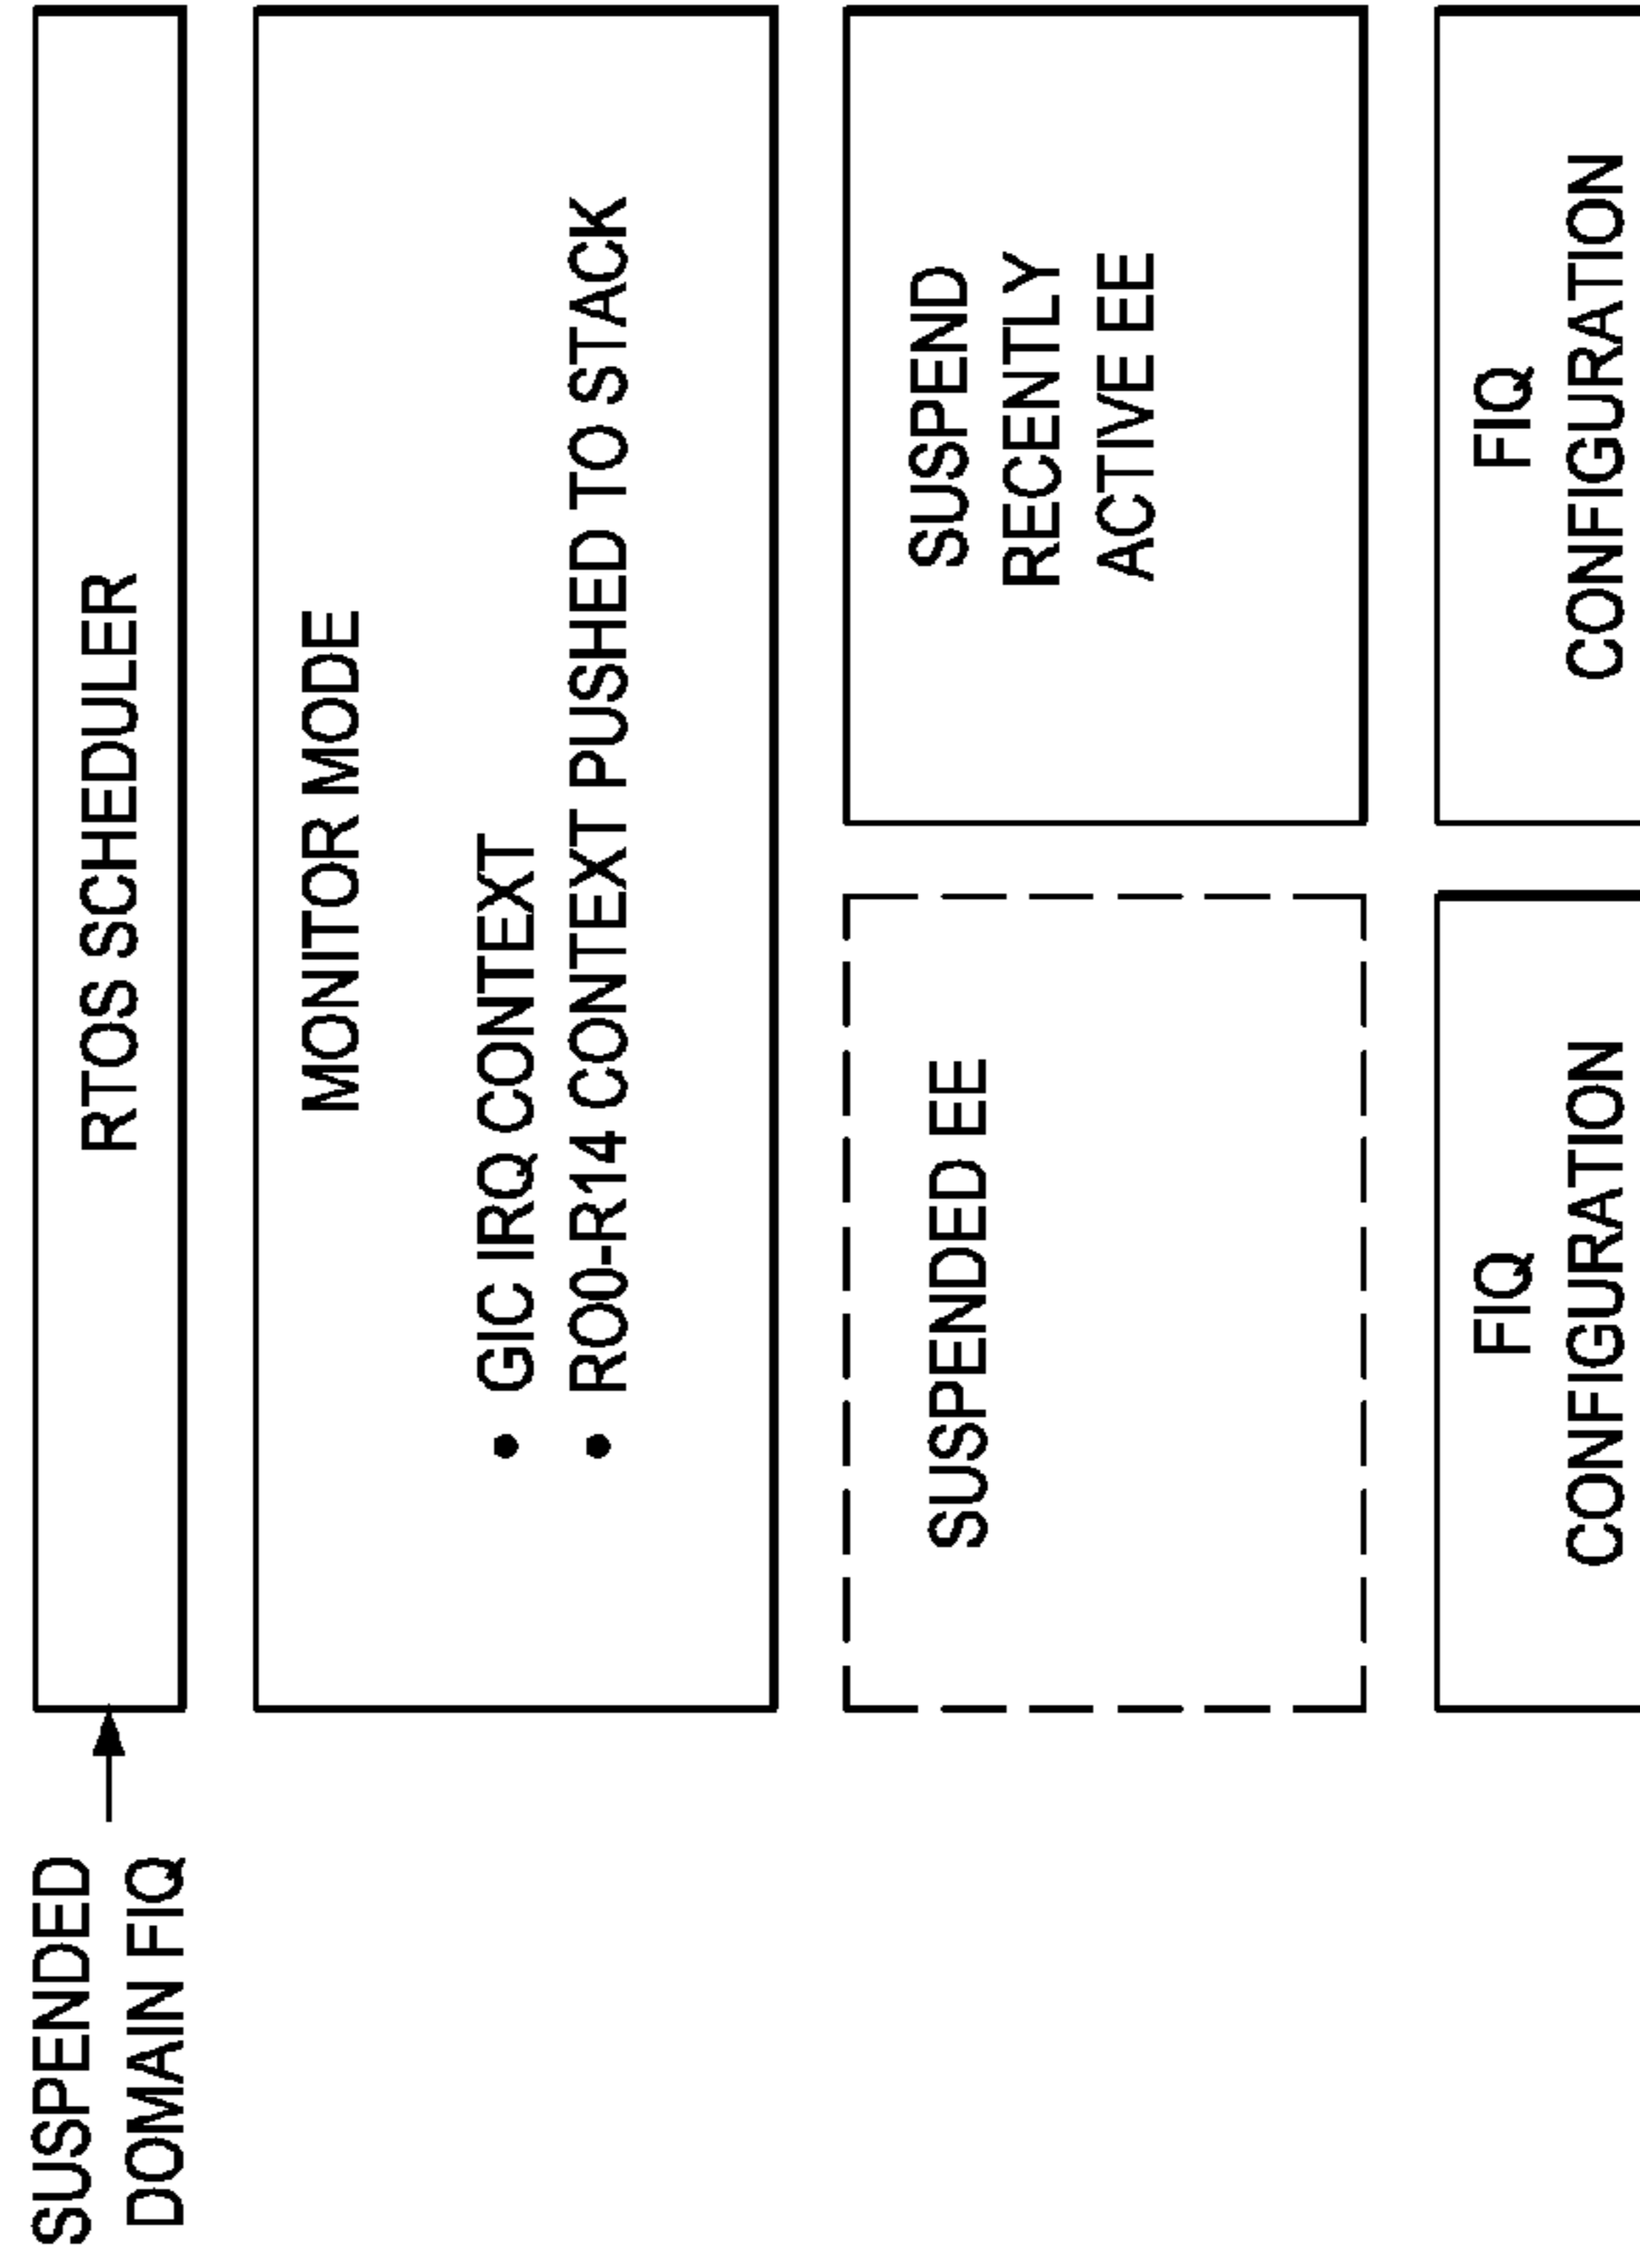 SUSPENDED
DOMAIN FIQ
RTOS SCHEDULER
MONITOR MODE
• GIC IRQ CONTEXT
• RO0-R14 CONTEXT PUSHED TO STACK
SUSPENDED EE
SUSPEND
RECENTLY
ACTIVE EE
FIQ
CONFIGURATION
FIQ
CONFIGURATION